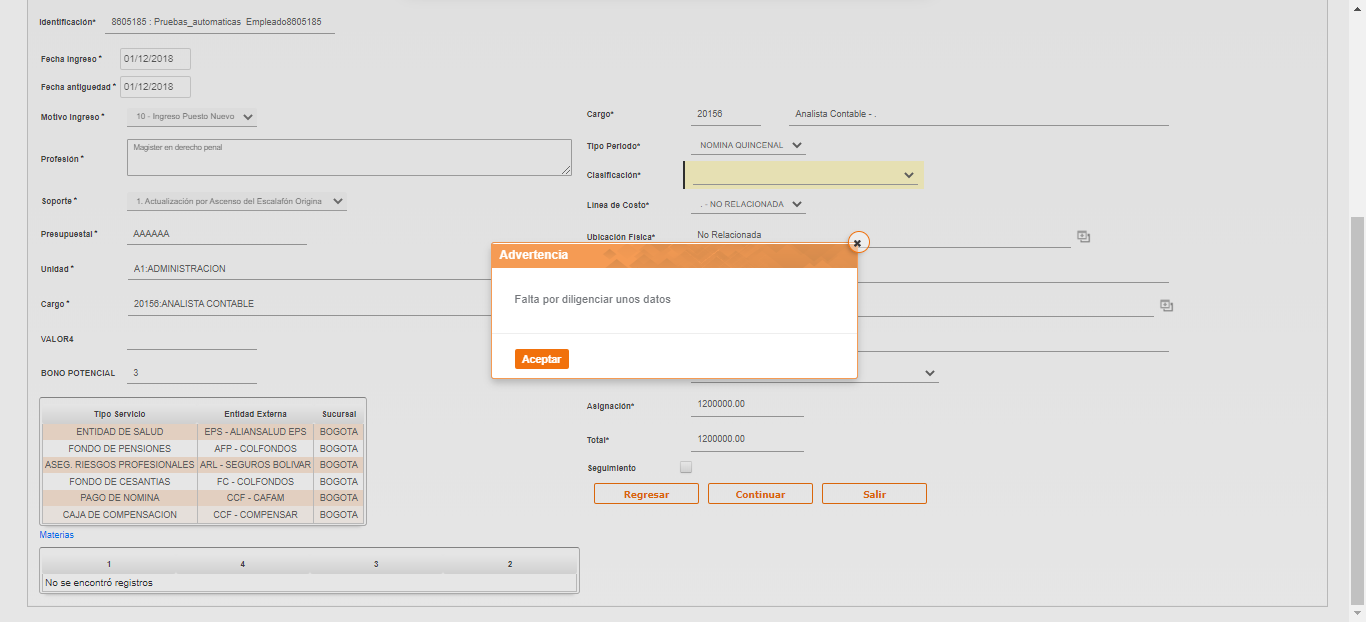 Identificación* 8605185 : Pruebas_automaticas Empleado8605185
Fecha Ingreso * 01/12/2018
Fecha antiguedad * 01/12/2018
Motivo Ingreso * 10 - Ingreso Puesto Nuevo
Profesión * Magister en derecho penal
Soporte * 1. Actualización por Ascenso del Escalafón Origina
Presupuestal * AAAAAA
Unidad * A1:ADMINISTRACION
Cargo * 20156:ANALISTA CONTABLE
VALOR4
BONO POTENCIAL 3
Cargo* 20156 Analista Contable - .
Tipo Periodo* NOMINA QUINCENAL
Clasificación*
Linea de Costo* . - NO RELACIONADA
Ubicación Fisica* No Relacionada
Advertencia
Falta por diligenciar unos datos
Aceptar
Asignación* 1200000.00
Total* 1200000.00
Seguimiento
Regresar Continuar Salir
Tipo Servicio Entidad Externa Sucursal
ENTIDAD DE SALUD EPS - ALIANSALUD EPS BOGOTA
FONDO DE PENSIONES AFP - COLFONDOS BOGOTA
ASEG. RIESGOS PROFESIONALES ARL - SEGUROS BOLIVAR BOGOTA
FONDO DE CESANTIAS FC - COLFONDOS BOGOTA
PAGO DE NOMINA CCF - CAFAM BOGOTA
CAJA DE COMPENSACION CCF - COMPENSAR BOGOTA
Materias
1 4 3 2
No se encontró registros